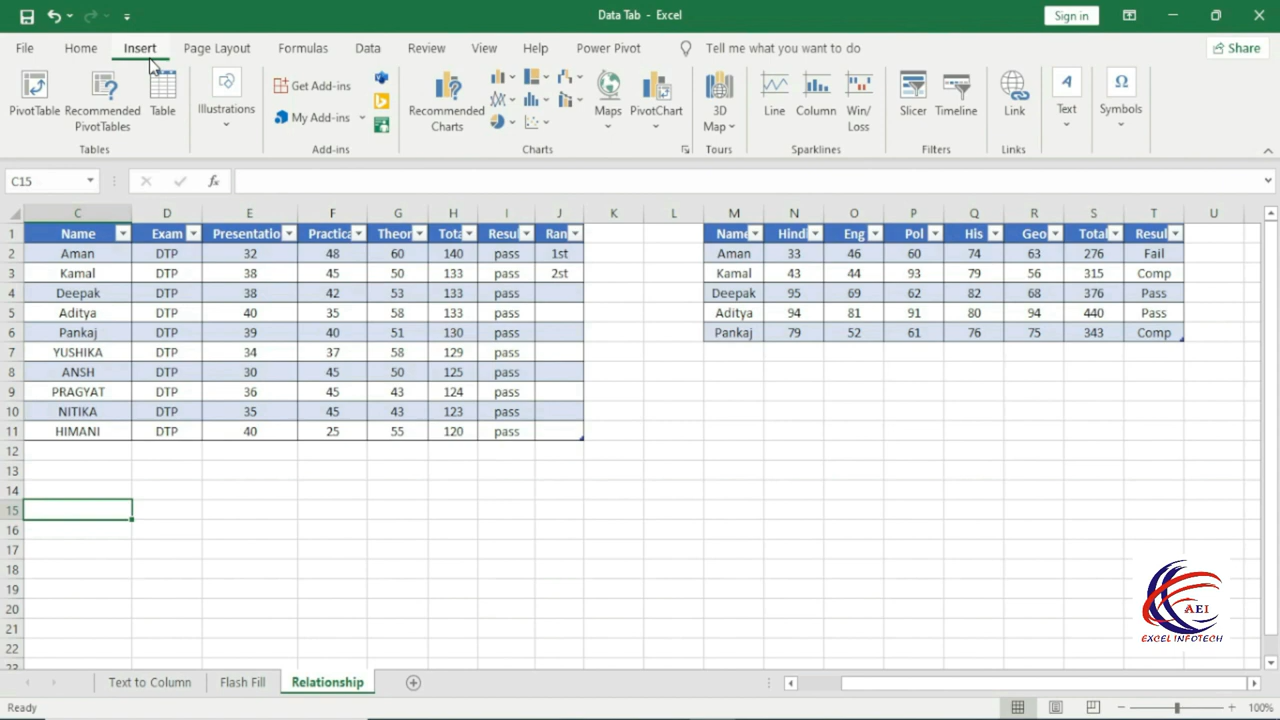 Data Tab - Excel
Sign in
File Home Insert Page Layout Formulas Data Review View Help Power Pivot Tell me what you want to do Share
PivotTable Recommended PivotTables Table Illustrations Get Add-ins My Add-ins Recommended Charts Maps PivotChart 3D Map Line Column Win/Loss Slicer Timeline Link Text Symbols
Tables Add-ins Charts Tours Sparklines Filters Links
C15 fx
C D E F G H I J K L M N O P Q R S T U
1 Name Exam Presentatio Practica Theor Tota Resu Ran Name Hindi Eng Pol His Geo Total Resul
2 Aman DTP 32 48 60 140 pass 1st Aman 33 46 60 74 63 276 Fail
3 Kamal DTP 38 45 50 133 pass 2st Kamal 43 44 93 79 56 315 Comp
4 Deepak DTP 38 42 53 133 pass Deepak 95 69 62 82 68 376 Pass
5 Aditya DTP 40 35 58 133 pass Aditya 94 81 91 80 94 440 Pass
6 Pankaj DTP 39 40 51 130 pass Pankaj 79 52 61 76 75 343 Comp
7 YUSHIKA DTP 34 37 58 129 pass
8 ANSH DTP 30 45 50 125 pass
9 PRAGYAT DTP 36 45 43 124 pass
10 NITIKA DTP 35 45 43 123 pass
11 HIMANI DTP 40 25 55 120 pass
12
13
14
15
16
17
18
19
20
21
22
23
AEI
EXCEL INFOTECH
Text to Column Flash Fill Relationship
Ready 100%